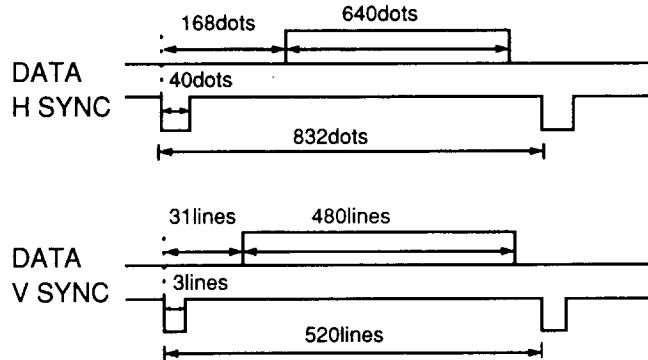 168dots 640dots
DATA
40dots
H SYNC
832dots
31lines 480lines
DATA
3lines
V SYNC
520lines